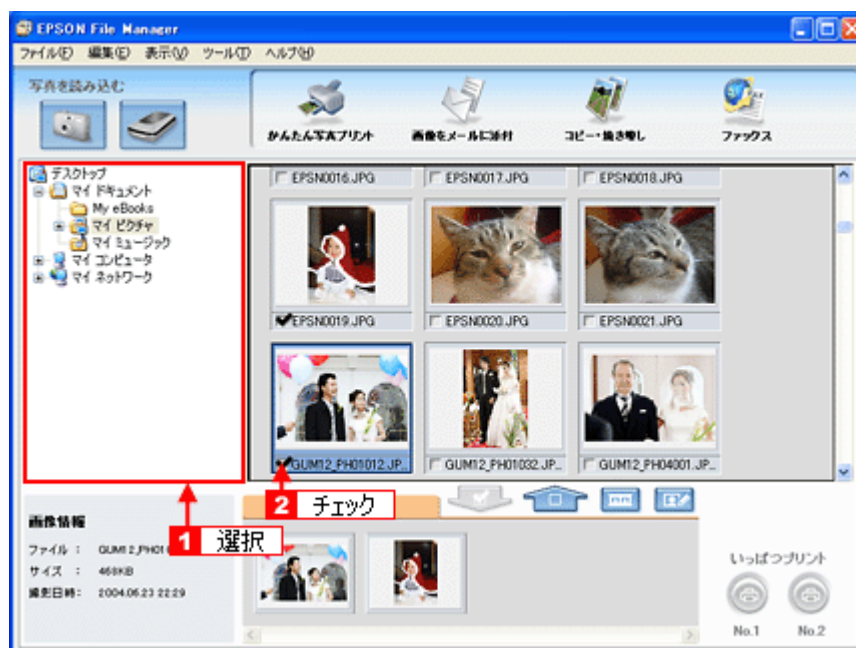 EPSON File Manager
ファイル(F) 編集(E) 表示(V) ツール(T) ヘルプ(H)
写真を読み込む
かんたん写真プリント
画像をメールに添付
コピー・焼き増し
ファックス
デスクトップ
マイ ドキュメント
My eBooks
マイ ピクチャ
マイ ミュージック
マイ コンピュータ
マイ ネットワーク
EPSN0016.JPG
EPSN0017.JPG
EPSN0018.JPG
EPSN0019.JPG
EPSN0020.JPG
EPSN0021.JPG
GUM12_PH01012.JP...
GUM12_PH01032.JP...
GUM12_PH04001.JP...
1 選択
2 チェック
画像情報
ファイル : GUM12_PH01
サイズ : 468KB
撮影日時: 2004.06.23 22:29
いっぱつプリント
No.1
No.2